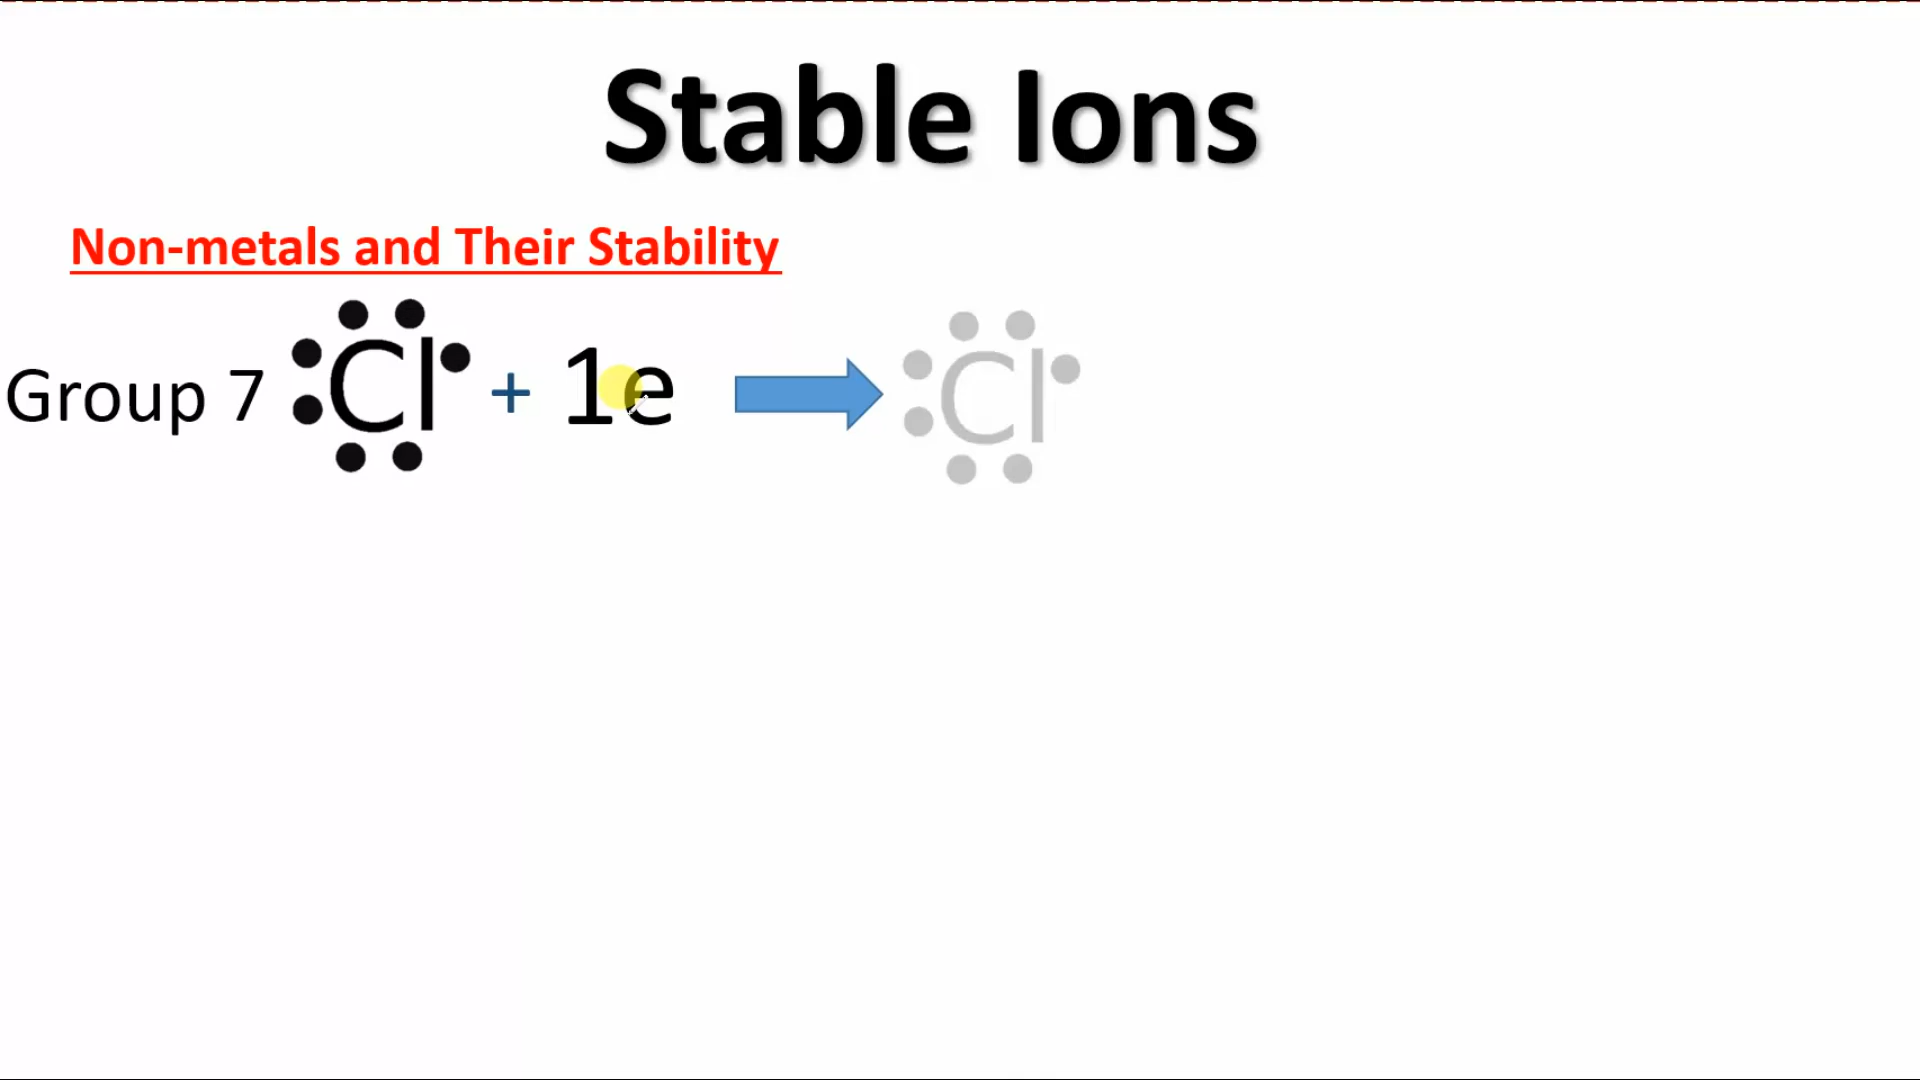 Stable Ions
Non-metals and Their Stability
Group 7 Cl + 1e Cl